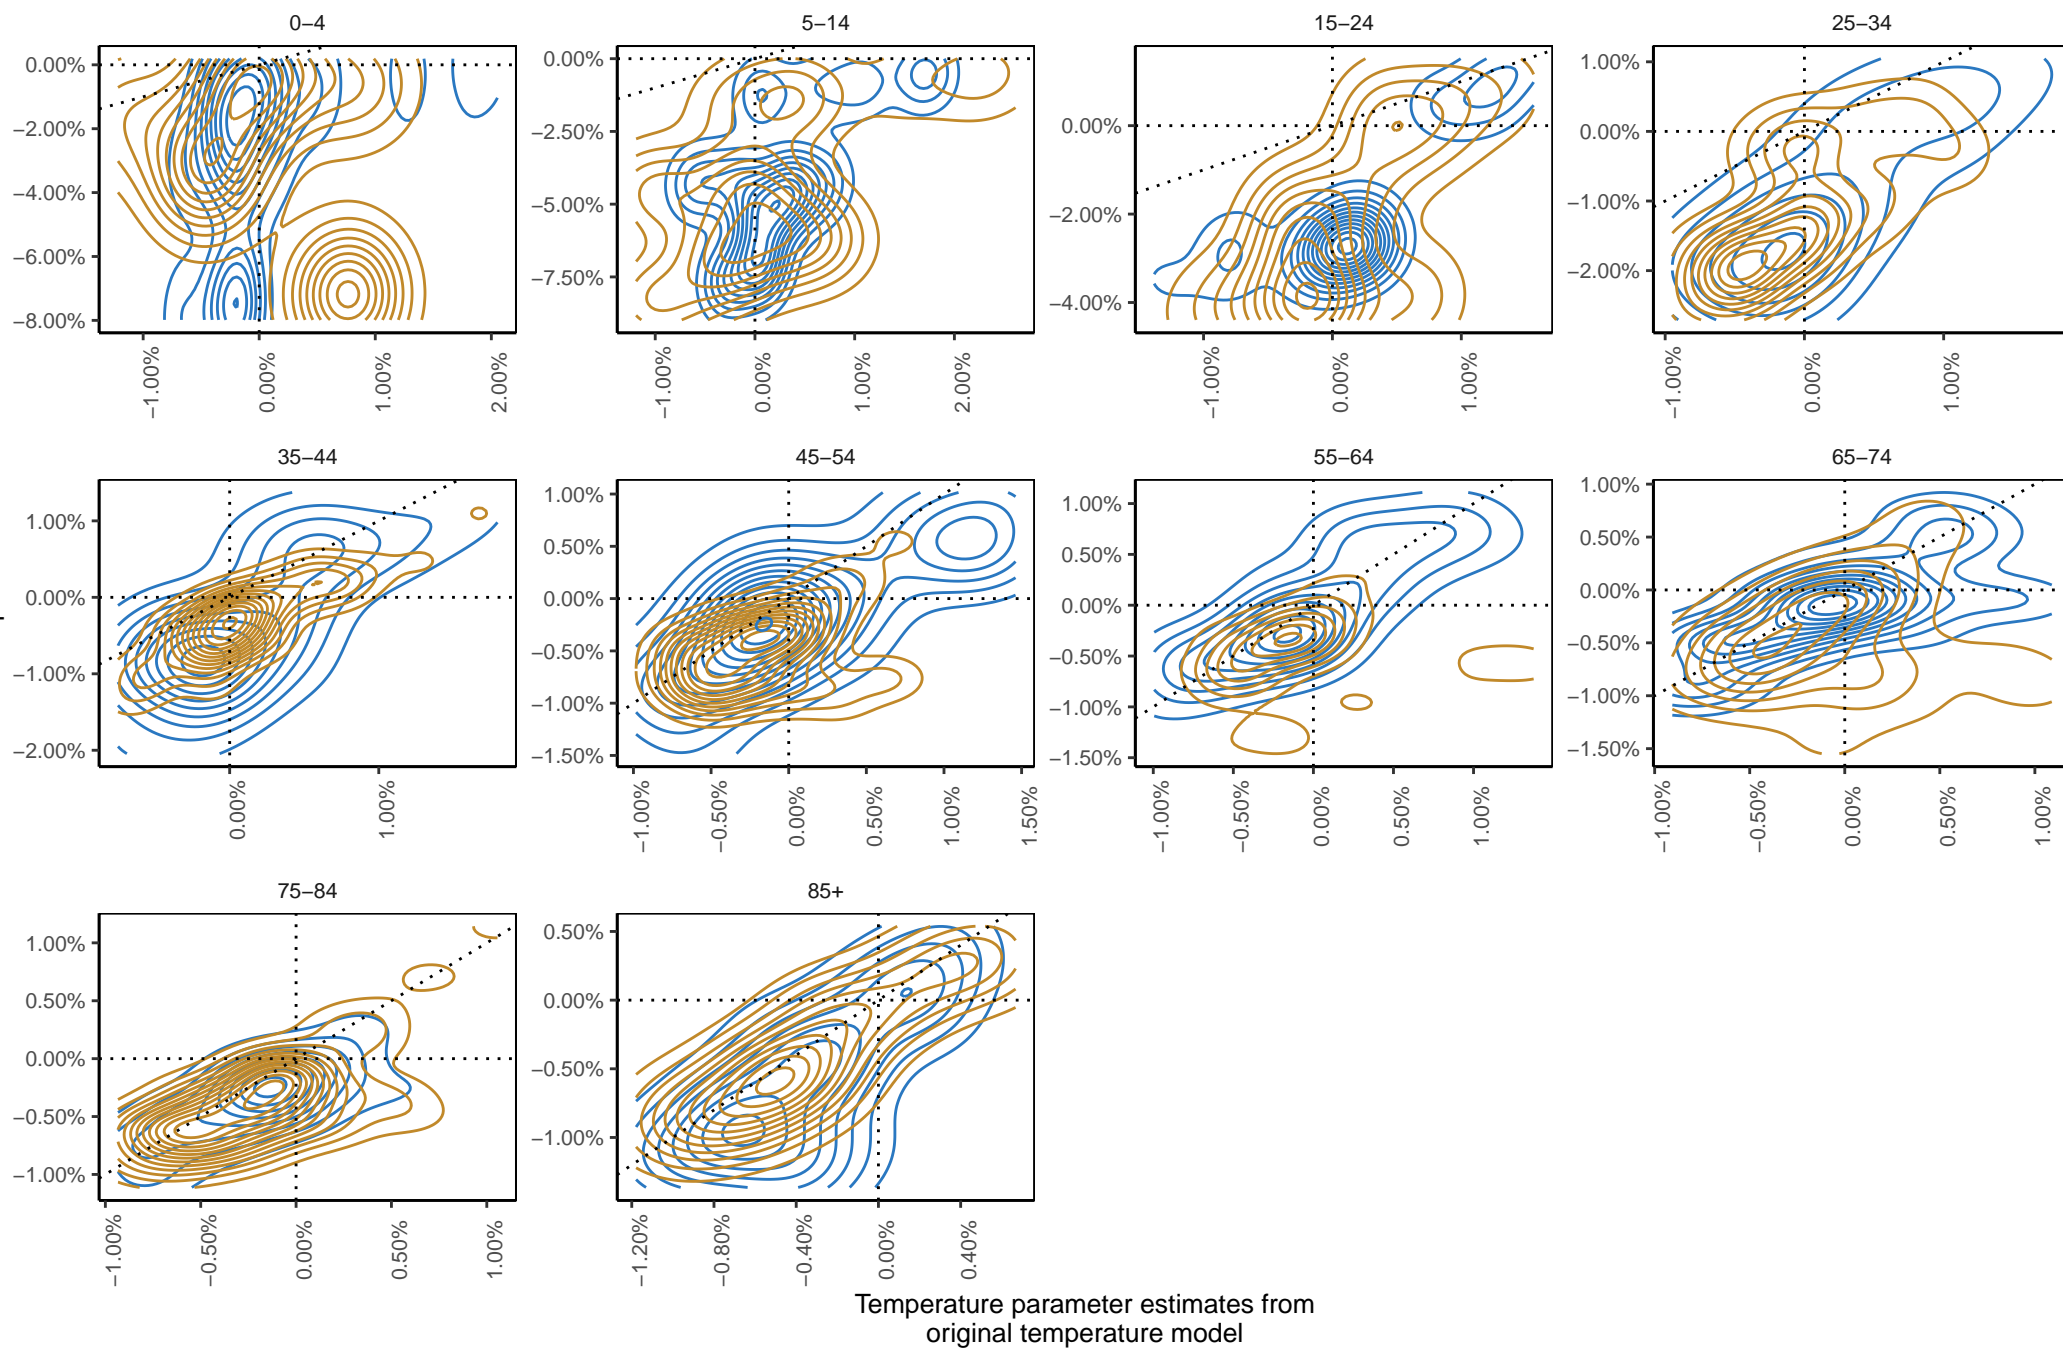 0−4 5−14 15−24 25−34
0.00% −2.00% −4.00% −6.00% −8.00%
−1.00% 0.00% 1.00% 2.00%
0.00% −2.50% −5.00% −7.50%
−1.00% 0.00% 1.00% 2.00%
0.00% −2.00% −4.00%
−1.00% 0.00% 1.00%
1.00% 0.00% −1.00% −2.00%
−1.00% 0.00% 1.00%
35−44 45−54 55−64 65−74
1.00% 0.00% −1.00% −2.00%
0.00% 1.00%
1.00% 0.50% 0.00% −0.50% −1.00% −1.50%
−1.00% −0.50% 0.00% 0.50% 1.00% 1.50%
1.00% 0.50% 0.00% −0.50% −1.00% −1.50%
−1.00% −0.50% 0.00% 0.50% 1.00%
1.00% 0.50% 0.00% −0.50% −1.00% −1.50%
−1.00% −0.50% 0.00% 0.50% 1.00%
75−84 85+
1.00% 0.50% 0.00% −0.50% −1.00%
−1.00% −0.50% 0.00% 0.50% 1.00%
0.50% 0.00% −0.50% −1.00%
−1.20% −0.80% −0.40% 0.00% 0.40%
Temperature parameter estimates from
original temperature model